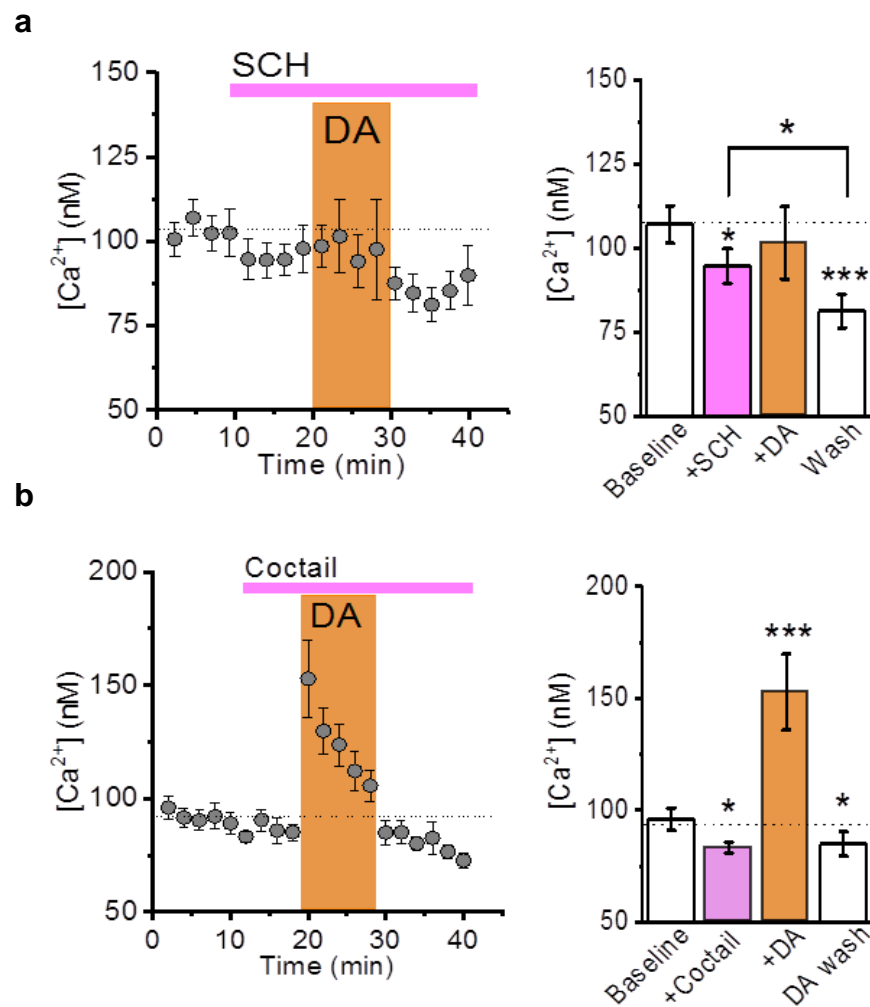 a
SCH
DA
150
125
100
75
50
[Ca²⁺] (nM)
0 10 20 30 40
Time (min)
150
125
100
75
50
[Ca²⁺] (nM)
*
*
***
Baseline
+SCH
+DA
Wash
b
Coctail
DA
200
150
100
50
[Ca²⁺] (nM)
0 10 20 30 40
Time (min)
200
150
100
50
[Ca²⁺] (nM)
*
***
*
Baseline
+Coctail
+DA
DA wash